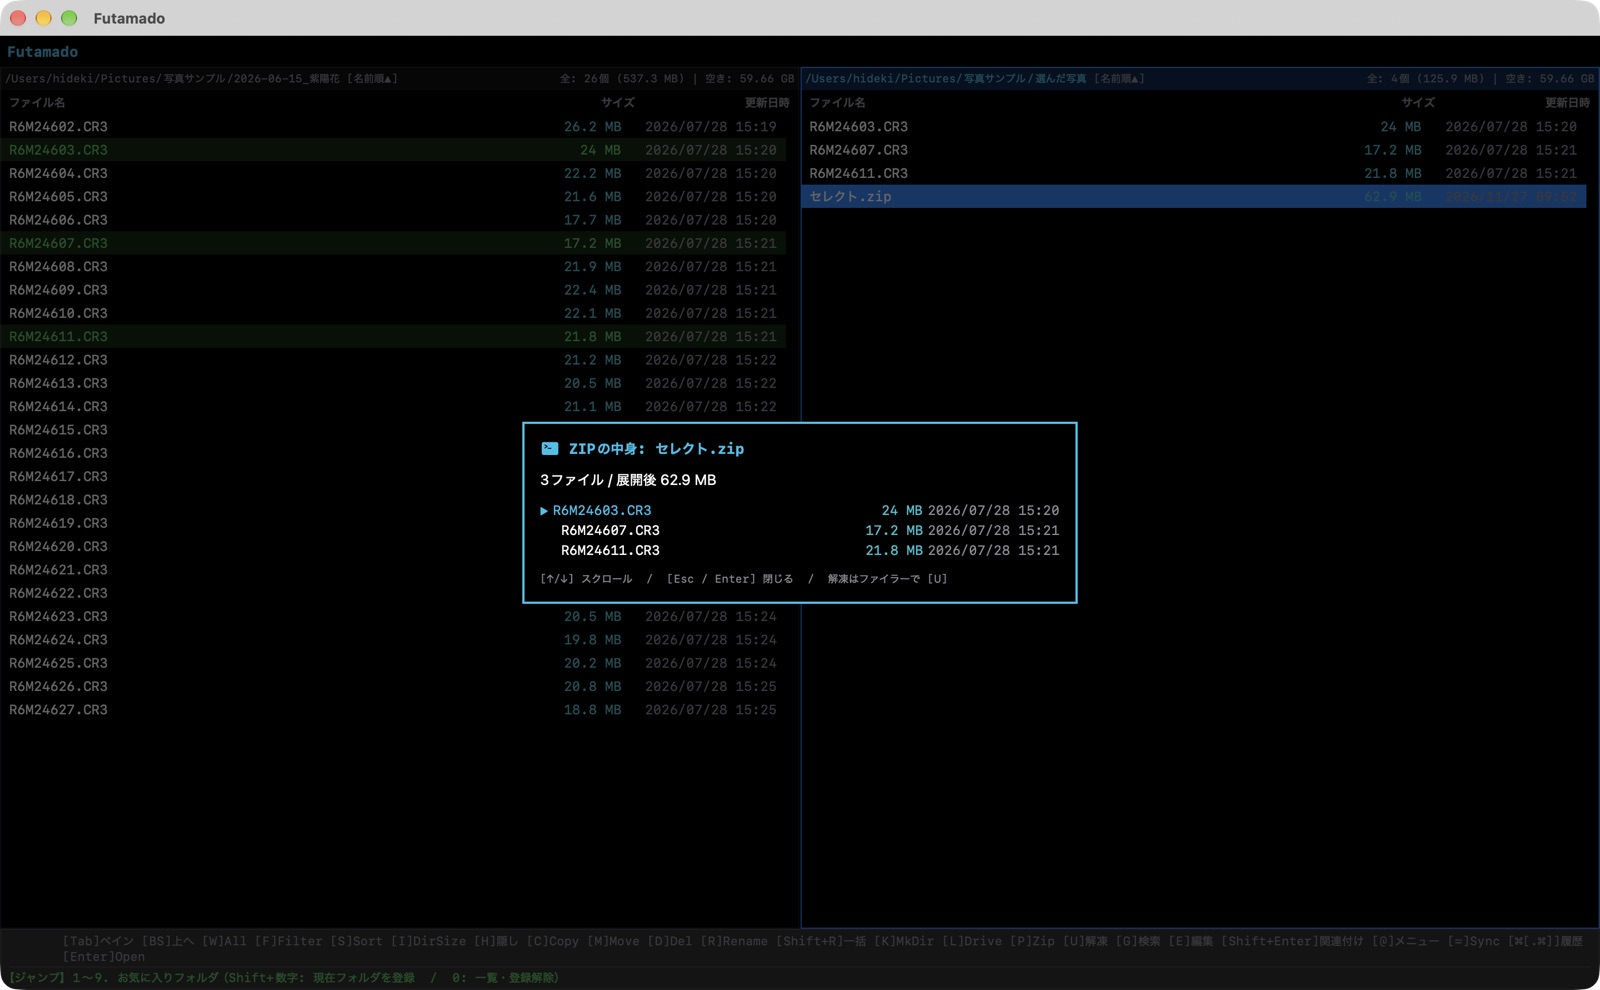 Futamado
Futamado
/Users/hideki/Pictures/写真サンプル/2026-06-15_紫陽花 [名前順▲] 全: 26個 (537.3 MB) | 空き: 59.66 GB
ファイル名 サイズ 更新日時
R6M24602.CR3 26.2 MB 2026/07/28 15:19
R6M24603.CR3 24 MB 2026/07/28 15:20
R6M24604.CR3 22.2 MB 2026/07/28 15:20
R6M24605.CR3 21.6 MB 2026/07/28 15:20
R6M24606.CR3 17.7 MB 2026/07/28 15:20
R6M24607.CR3 17.2 MB 2026/07/28 15:21
R6M24608.CR3 21.9 MB 2026/07/28 15:21
R6M24609.CR3 22.4 MB 2026/07/28 15:21
R6M24610.CR3 22.1 MB 2026/07/28 15:21
R6M24611.CR3 21.8 MB 2026/07/28 15:21
R6M24612.CR3 21.2 MB 2026/07/28 15:22
R6M24613.CR3 20.5 MB 2026/07/28 15:22
R6M24614.CR3 21.1 MB 2026/07/28 15:22
R6M24615.CR3
R6M24616.CR3
R6M24617.CR3
R6M24618.CR3
R6M24619.CR3
R6M24620.CR3
R6M24621.CR3
R6M24622.CR3
R6M24623.CR3 20.5 MB 2026/07/28 15:24
R6M24624.CR3 19.8 MB 2026/07/28 15:24
R6M24625.CR3 20.2 MB 2026/07/28 15:24
R6M24626.CR3 20.8 MB 2026/07/28 15:25
R6M24627.CR3 18.8 MB 2026/07/28 15:25
/Users/hideki/Pictures/写真サンプル/選んだ写真 [名前順▲] 全: 4個 (125.9 MB) | 空き: 59.66 GB
ファイル名 サイズ 更新日時
R6M24603.CR3 24 MB 2026/07/28 15:20
R6M24607.CR3 17.2 MB 2026/07/28 15:21
R6M24611.CR3 21.8 MB 2026/07/28 15:21
セレクト.zip 62.9 MB
ZIPの中身: セレクト.zip
3ファイル / 展開後 62.9 MB
▶ R6M24603.CR3 24 MB 2026/07/28 15:20
R6M24607.CR3 17.2 MB 2026/07/28 15:21
R6M24611.CR3 21.8 MB 2026/07/28 15:21
[↑/↓] スクロール / [Esc / Enter] 閉じる / 解凍はファイラーで [U]
[Tab]ペイン [BS]上へ [W]All [F]Filter [S]Sort [I]DirSize [H]隠し [C]Copy [M]Move [D]Del [R]Rename [Shift+R]一括 [K]MkDir [L]Drive [P]Zip [U]解凍 [G]検索 [E]編集 [Shift+Enter]関連付け [@]メニュー [=]Sync [⌘[.⌘]]履歴
[Enter]Open
[ジャンプ] 1〜9. お気に入りフォルダ (Shift+数字: 現在フォルダを登録 / 0: 一覧・登録解除)